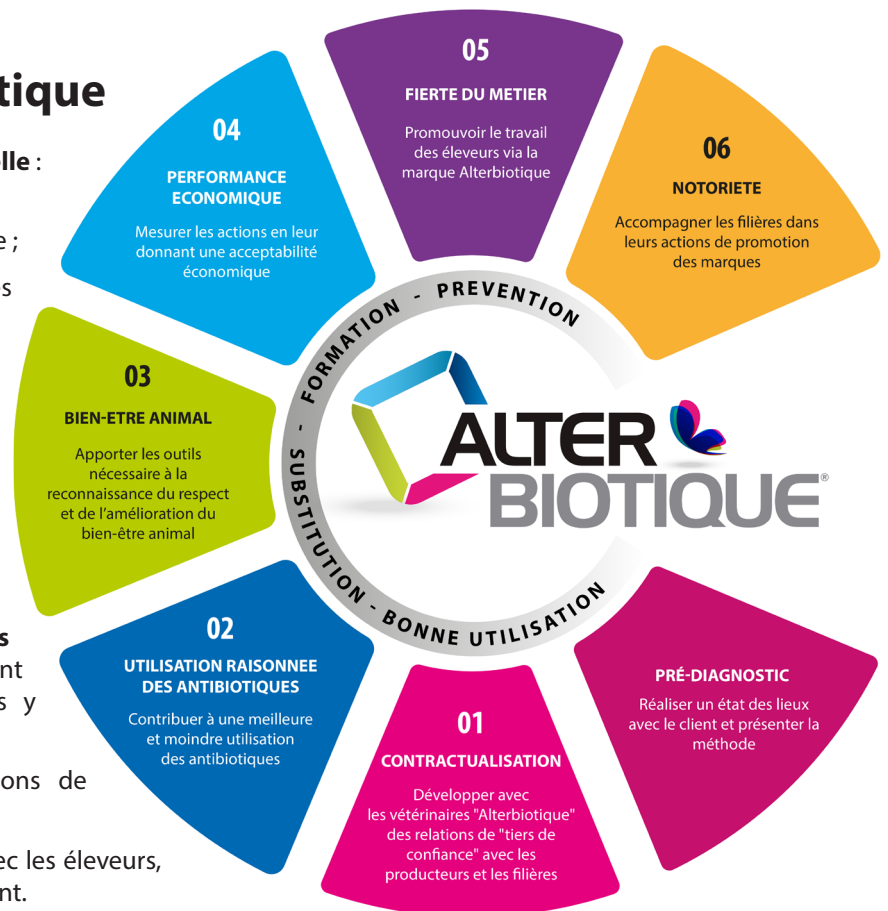 tique
elle :
e ;
es
s
nt
s y
ons de
ec les éleveurs,
nt.
05
FIERTE DU METIER
Promouvoir le travail
des éleveurs via la
marque Alterbiotique
04
PERFORMANCE
ECONOMIQUE
Mesurer les actions en leur
donnant une acceptabilité
économique
06
NOTORIETE
Accompagner les filières dans
leurs actions de promotion
des marques
03
BIEN-ETRE ANIMAL
Apporter les outils
nécessaire à la
reconnaissance du respect
et de l'amélioration du
bien-être animal
SUBSTITUTION - FORMATION - PREVENTION
- BONNE UTILISATION
ALTER
BIOTIQUE®
02
UTILISATION RAISONNEE
DES ANTIBIOTIQUES
Contribuer à une meilleure
et moindre utilisation
des antibiotiques
01
CONTRACTUALISATION
Développer avec
les vétérinaires "Alterbiotique"
des relations de "tiers de
confiance" avec les
producteurs et les filières
PRÉ-DIAGNOSTIC
Réaliser un état des lieux
avec le client et présenter la
méthode